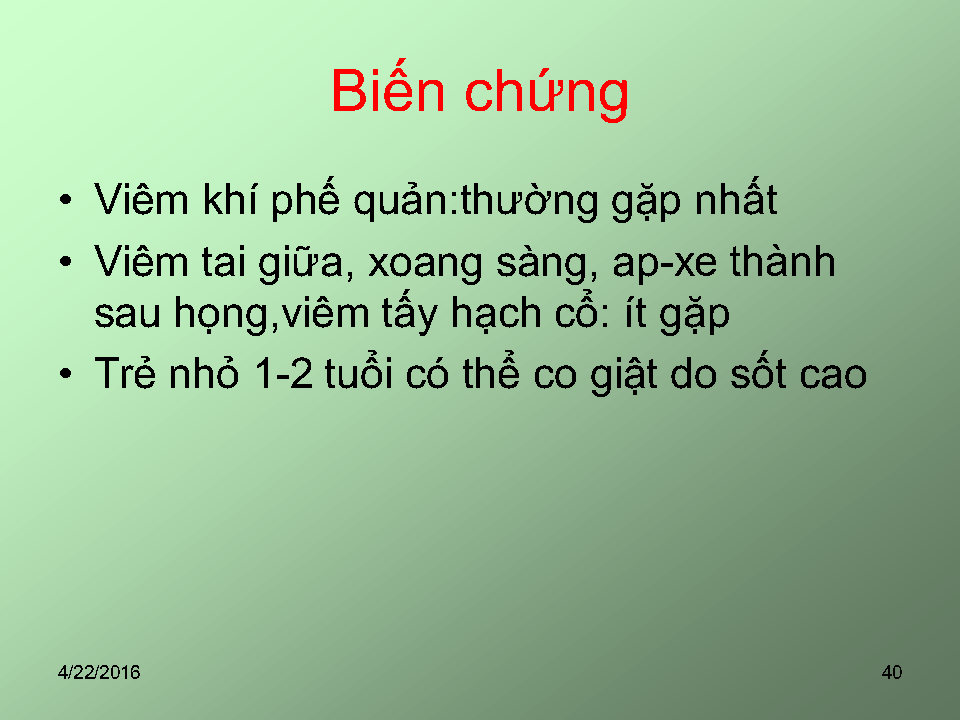 Biến chứng
• Viêm khí phế quản:thường gặp nhất
• Viêm tai giữa, xoang sàng, ap-xe thành
sau họng,viêm tấy hạch cổ: ít gặp
• Trẻ nhỏ 1-2 tuổi có thể co giật do sốt cao
4/22/2016
40